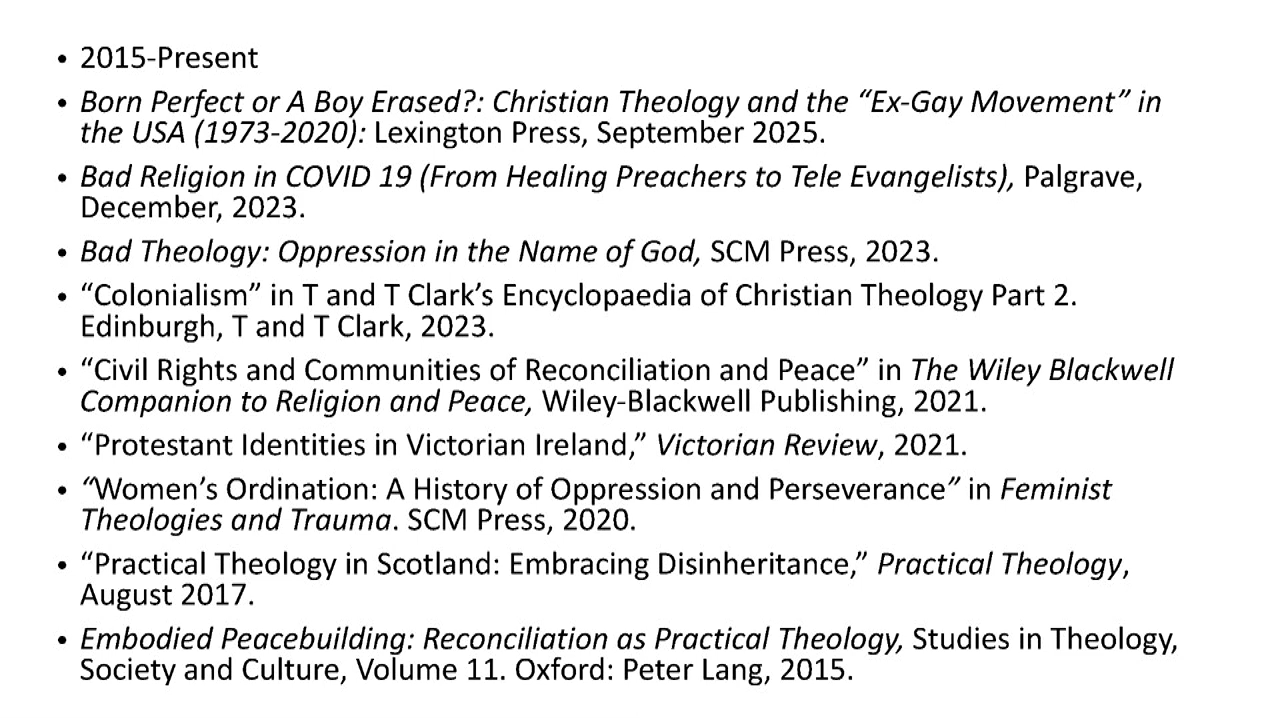 • 2015-Present
• Born Perfect or A Boy Erased?: Christian Theology and the “Ex-Gay Movement” in
the USA (1973-2020): Lexington Press, September 2025.
• Bad Religion in COVID 19 (From Healing Preachers to Tele Evangelists), Palgrave,
December, 2023.
• Bad Theology: Oppression in the Name of God, SCM Press, 2023.
• “Colonialism” in T and T Clark’s Encyclopaedia of Christian Theology Part 2.
Edinburgh, T and T Clark, 2023.
• “Civil Rights and Communities of Reconciliation and Peace” in The Wiley Blackwell
Companion to Religion and Peace, Wiley-Blackwell Publishing, 2021.
• “Protestant Identities in Victorian Ireland,” Victorian Review, 2021.
• “Women’s Ordination: A History of Oppression and Perseverance” in Feminist
Theologies and Trauma. SCM Press, 2020.
• “Practical Theology in Scotland: Embracing Disinheritance,” Practical Theology,
August 2017.
• Embodied Peacebuilding: Reconciliation as Practical Theology, Studies in Theology,
Society and Culture, Volume 11. Oxford: Peter Lang, 2015.